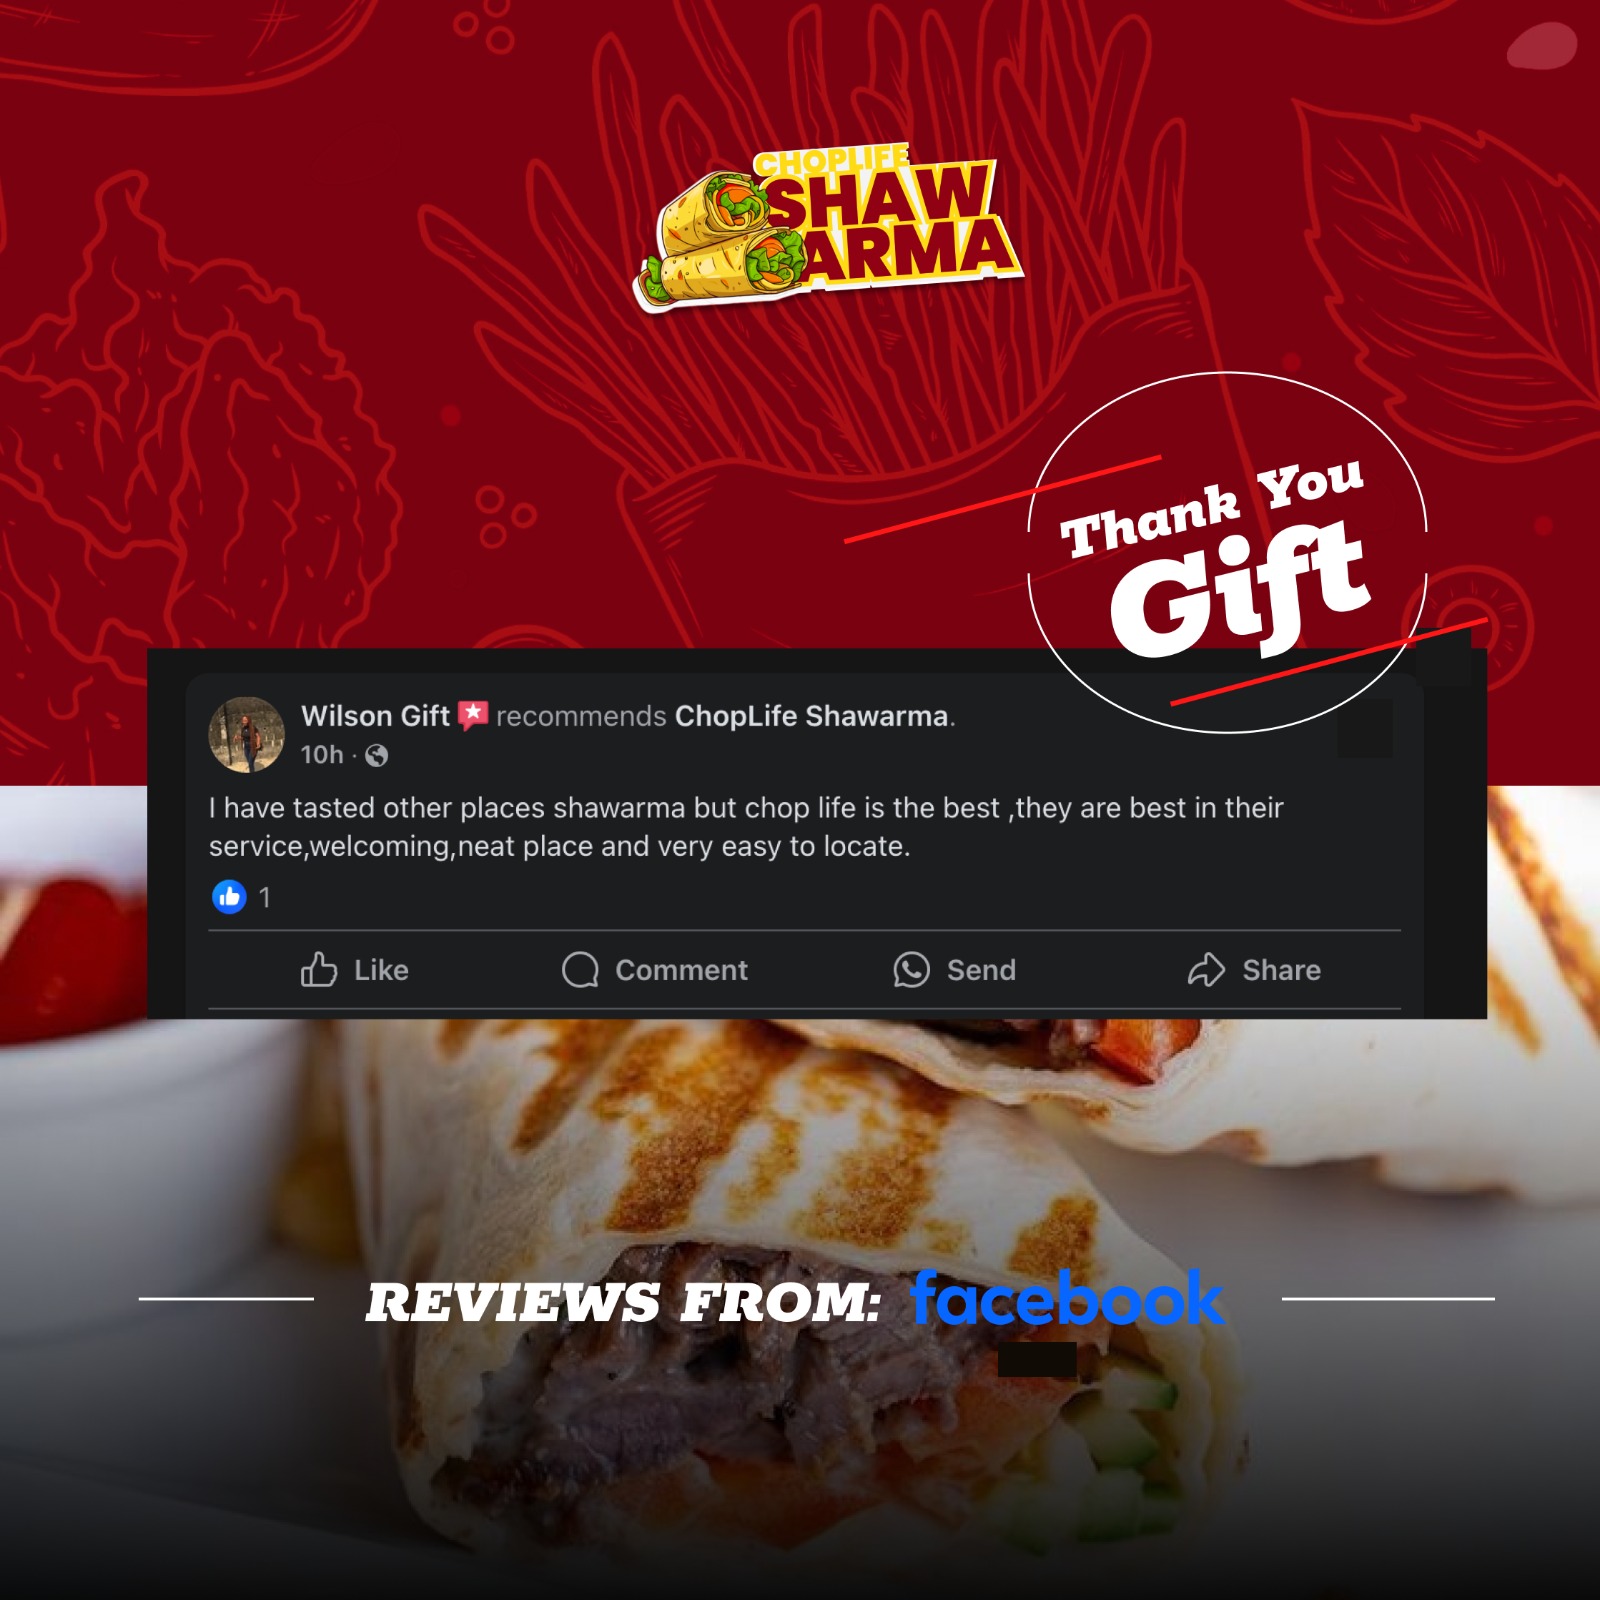 CHOPLIFE
SHAW
ARMA
Thank You
Gift
Wilson Gift recommends ChopLife Shawarma.
10h ·
I have tasted other places shawarma but chop life is the best ,they are best in their
service,welcoming,neat place and very easy to locate.
1
Like Comment Send Share
REVIEWS FROM: facebook